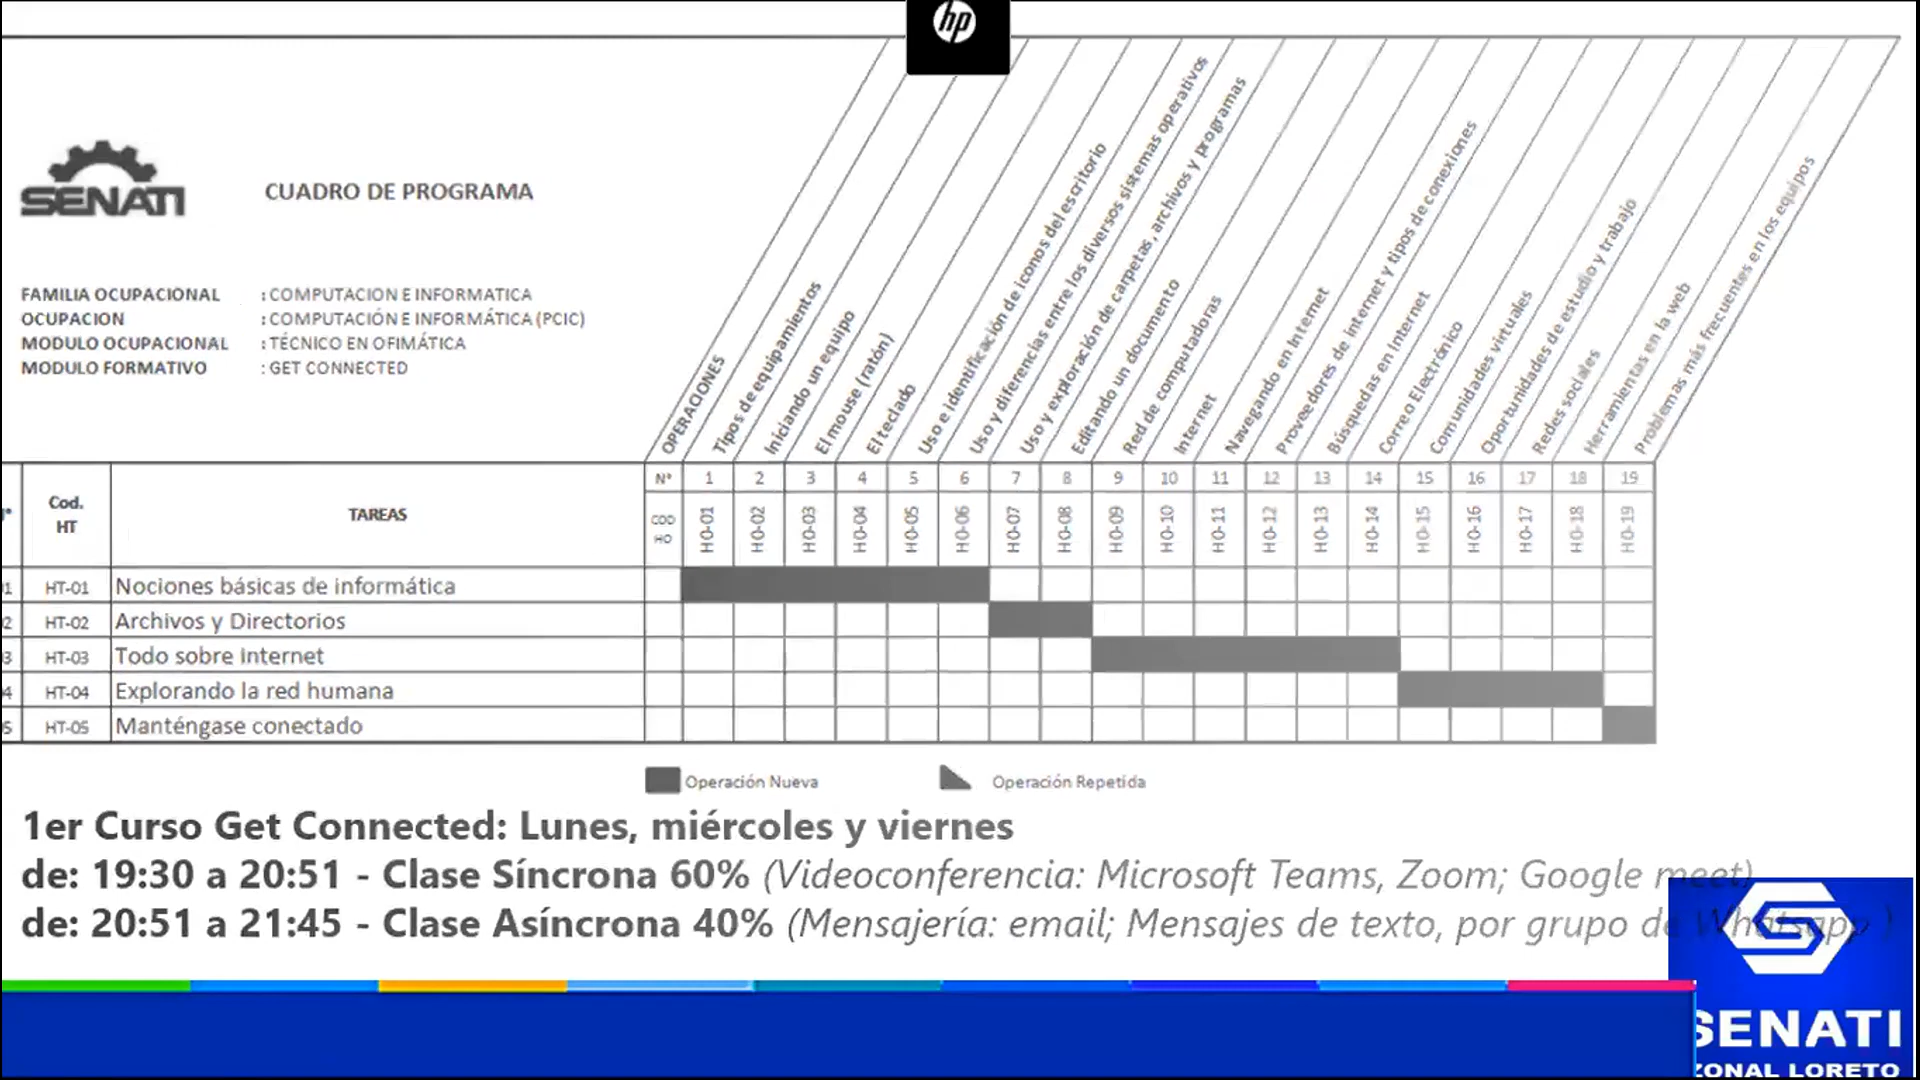 hp
SENATI
CUADRO DE PROGRAMA
FAMILIA OCUPACIONAL : COMPUTACION E INFORMATICA
OCUPACION : COMPUTACIÓN E INFORMÁTICA (PCIC)
MODULO OCUPACIONAL : TÉCNICO EN OFIMÁTICA
MODULO FORMATIVO : GET CONNECTED
OPERACIONES
Tipos de equipamientos
Iniciando un equipo
El mouse (ratón)
El teclado
Uso e identificación de iconos del escritorio
Uso y diferencias entre los diversos sistemas operativos
Uso y exploración de carpetas, archivos y programas
Editando un documento
Red de computadoras
Internet
Navegando en Internet
Proveedores de internet y tipos de conexiones
Búsquedas en Internet
Correo Electrónico
Comunidades virtuales
Oportunidades de estudio y trabajo
Redes sociales
Herramientas en la web
Problemas más frecuentes en los equipos
Cod. HT TAREAS
N° 1 2 3 4 5 6 7 8 9 10 11 12 13 14 15 16 17 18 19
COD HO HO-01 HO-02 HO-03 HO-04 HO-05 HO-06 HO-07 HO-08 HO-09 HO-10 HO-11 HO-12 HO-13 HO-14 HO-15 HO-16 HO-17 HO-18 HO-19
01 HT-01 Nociones básicas de informática
02 HT-02 Archivos y Directorios
03 HT-03 Todo sobre Internet
04 HT-04 Explorando la red humana
05 HT-05 Manténgase conectado
Operación Nueva Operación Repetida
1er Curso Get Connected: Lunes, miércoles y viernes
de: 19:30 a 20:51 - Clase Síncrona 60% (Videoconferencia: Microsoft Teams, Zoom; Google meet)
de: 20:51 a 21:45 - Clase Asíncrona 40% (Mensajería: email; Mensajes de texto, por grupo de Whatsapp )
SENATI
ZONAL LORETO